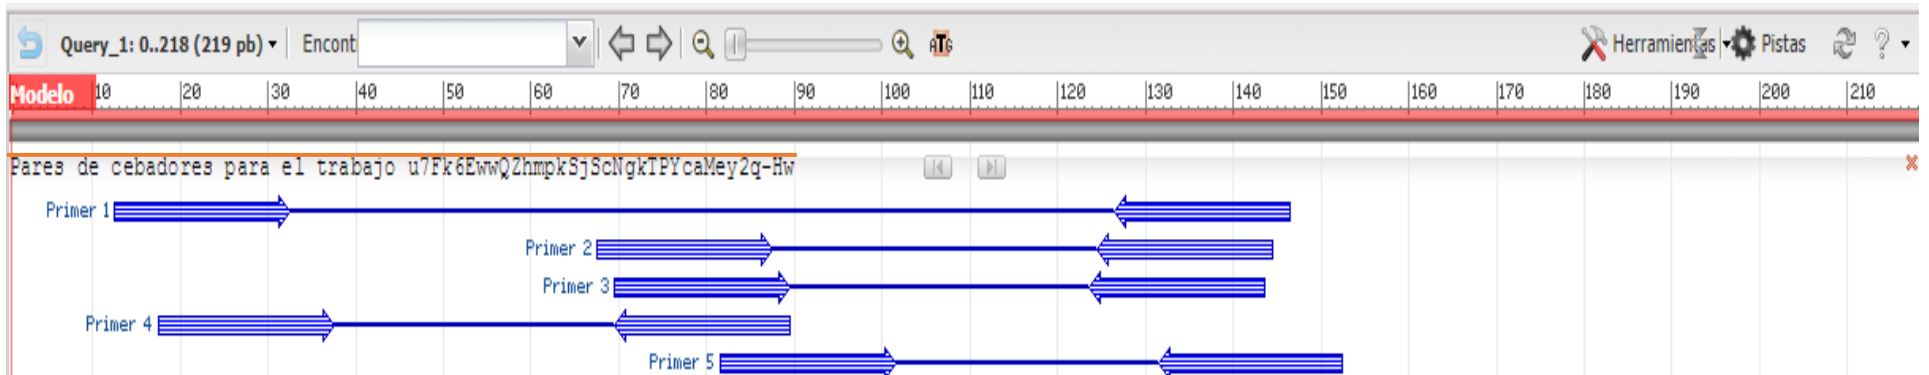 Query_1: 0..218 (219 pb) Encont ATG Herramientas Pistas ?
Modelo 10 20 30 40 50 60 70 80 90 100 110 120 130 140 150 160 170 180 190 200 210
Pares de cebadores para el trabajo u7Fk6EwwQZhmpkSjScNgkTPYcaMey2q-Hw
Primer 1
Primer 2
Primer 3
Primer 4
Primer 5